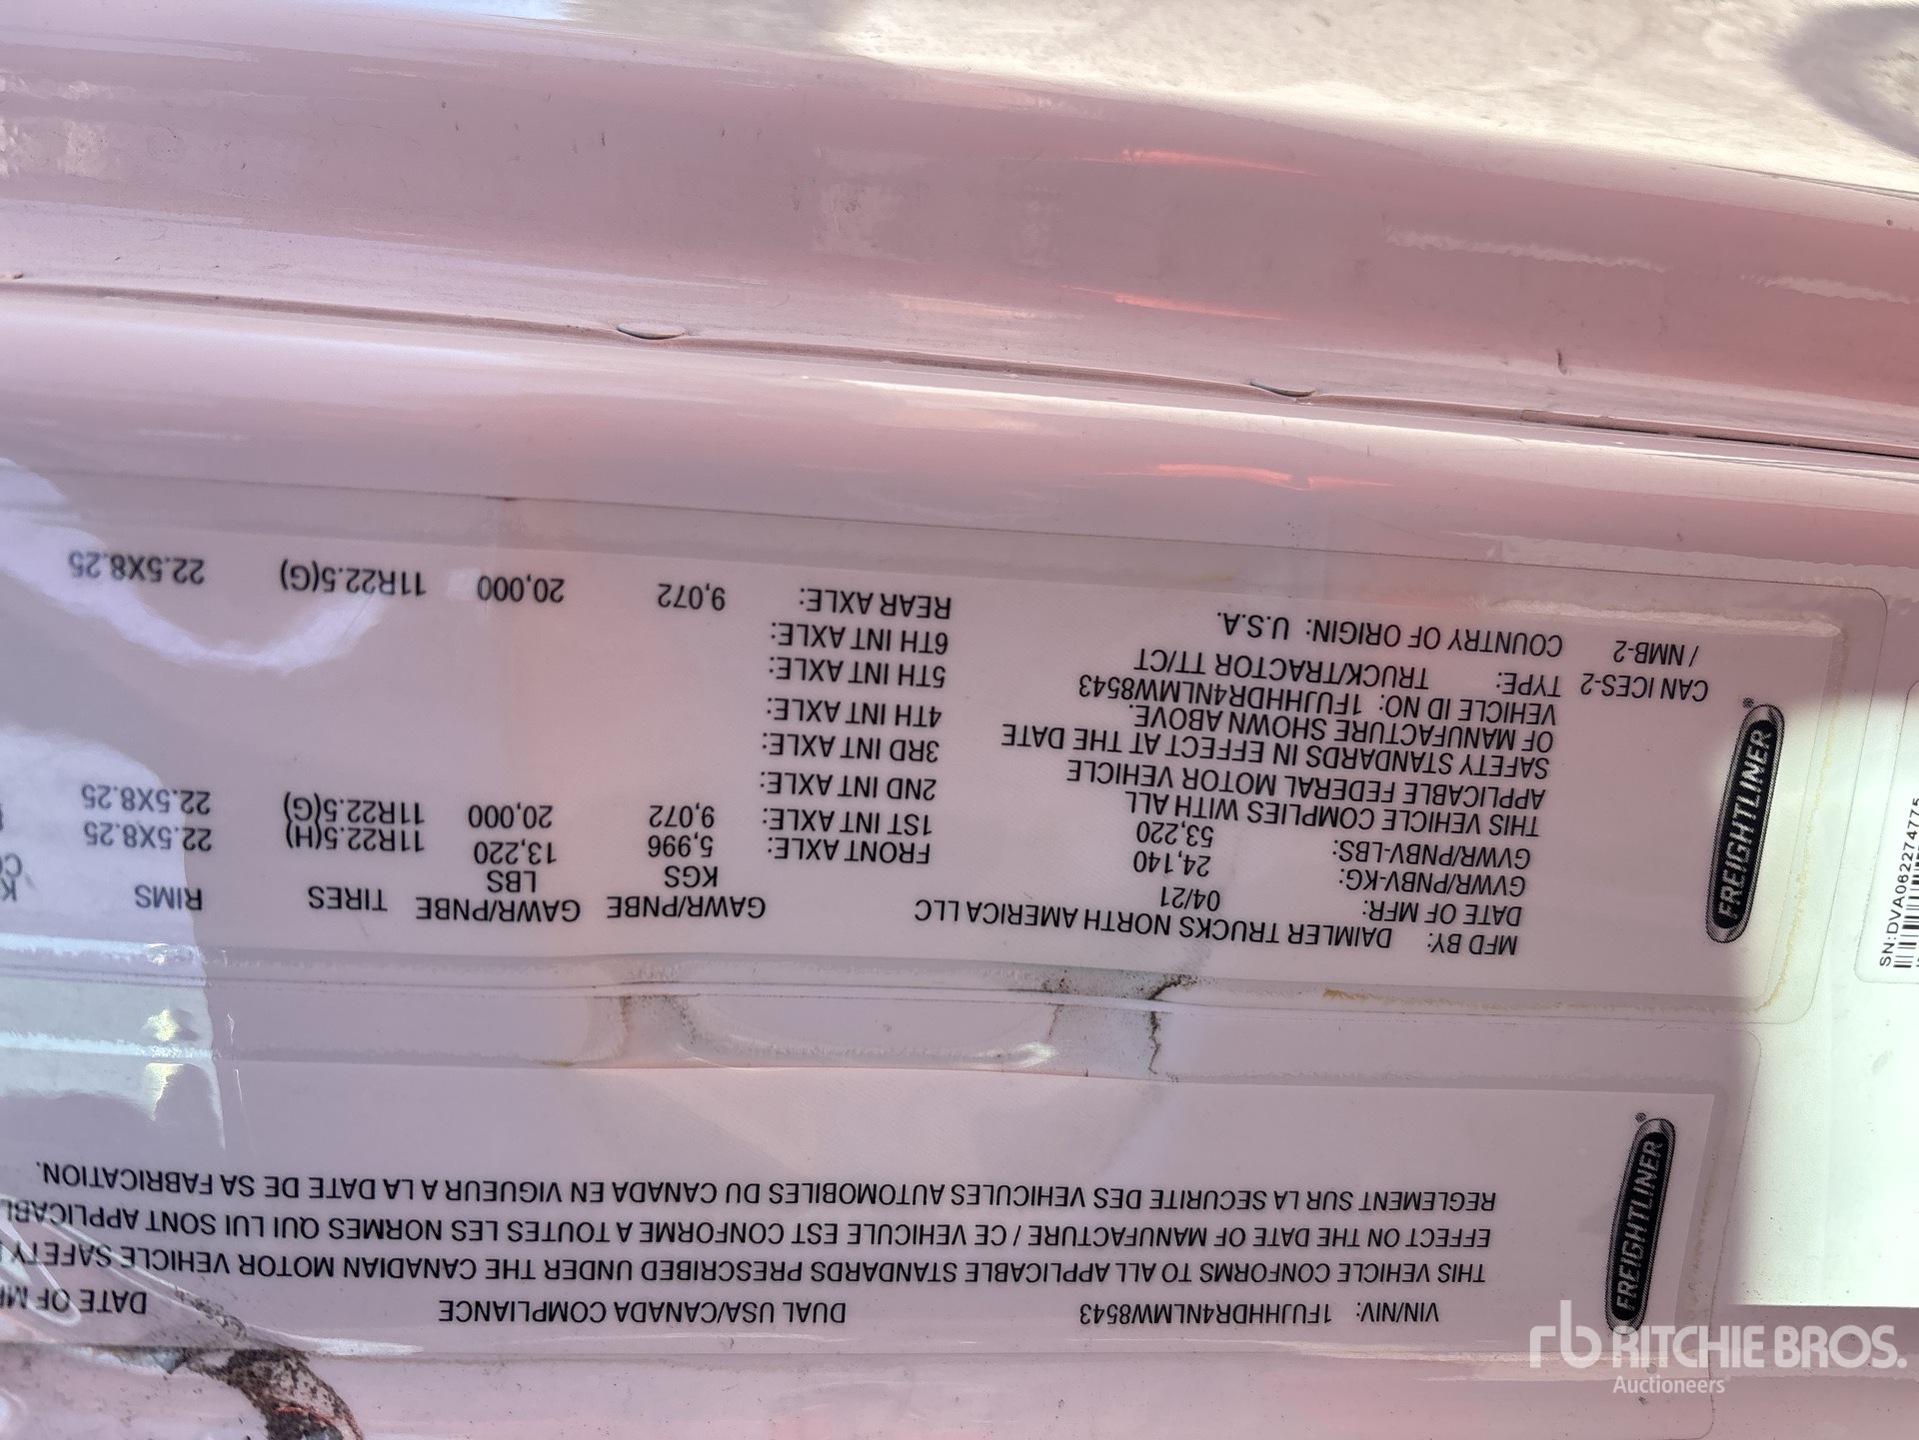 VIN/NIV: 1FUJHHDR4NLMW8543 DUAL USA/CANADA COMPLIANCE DATE OF
THIS VEHICLE CONFORMS TO ALL APPLICABLE STANDARDS PRESCRIBED UNDER THE CANADIAN MOTOR VEHICLE SAFETY
EFFECT ON THE DATE OF MANUFACTURE / CE VEHICULE EST CONFORME A TOUTES LES NORMES QUI LUI SONT
REGLEMENT SUR LA SECURITE DES VEHICULES AUTOMOBILES DU CANADA EN VIGUEUR A LA DATE DE SA FABRICATION.
FREIGHTLINER®
MFD BY: DAIMLER TRUCKS NORTH AMERICA LLC
DATE OF MFR: 04/21
GVWR/PNBV-KG: 24,140
GVWR/PNBV-LBS: 53,220
THIS VEHICLE COMPLIES WITH ALL
APPLICABLE FEDERAL MOTOR VEHICLE
SAFETY STANDARDS IN EFFECT AT THE DATE
OF MANUFACTURE SHOWN ABOVE.
VEHICLE ID NO: 1FUJHHDR4NLMW8543
TYPE: TRUCK/TRACTOR TT/CT
COUNTRY OF ORIGIN: U.S.A.
FREIGHTLINER®
CAN ICES-2
/ NMB-2
GAWR/PNBE GAWR/PNBE TIRES RIMS
KGS LBS
FRONT AXLE: 5,996 13,220 11R22.5(H) 22.5X8.25
1ST INT AXLE: 9,072 20,000 11R22.5(G) 22.5X8.25
2ND INT AXLE:
3RD INT AXLE:
4TH INT AXLE:
5TH INT AXLE:
6TH INT AXLE:
REAR AXLE: 9,072 20,000 11R22.5(G) 22.5X8.25
SN:DVA0622274775
rb RITCHIE BROS.
Auctioneers